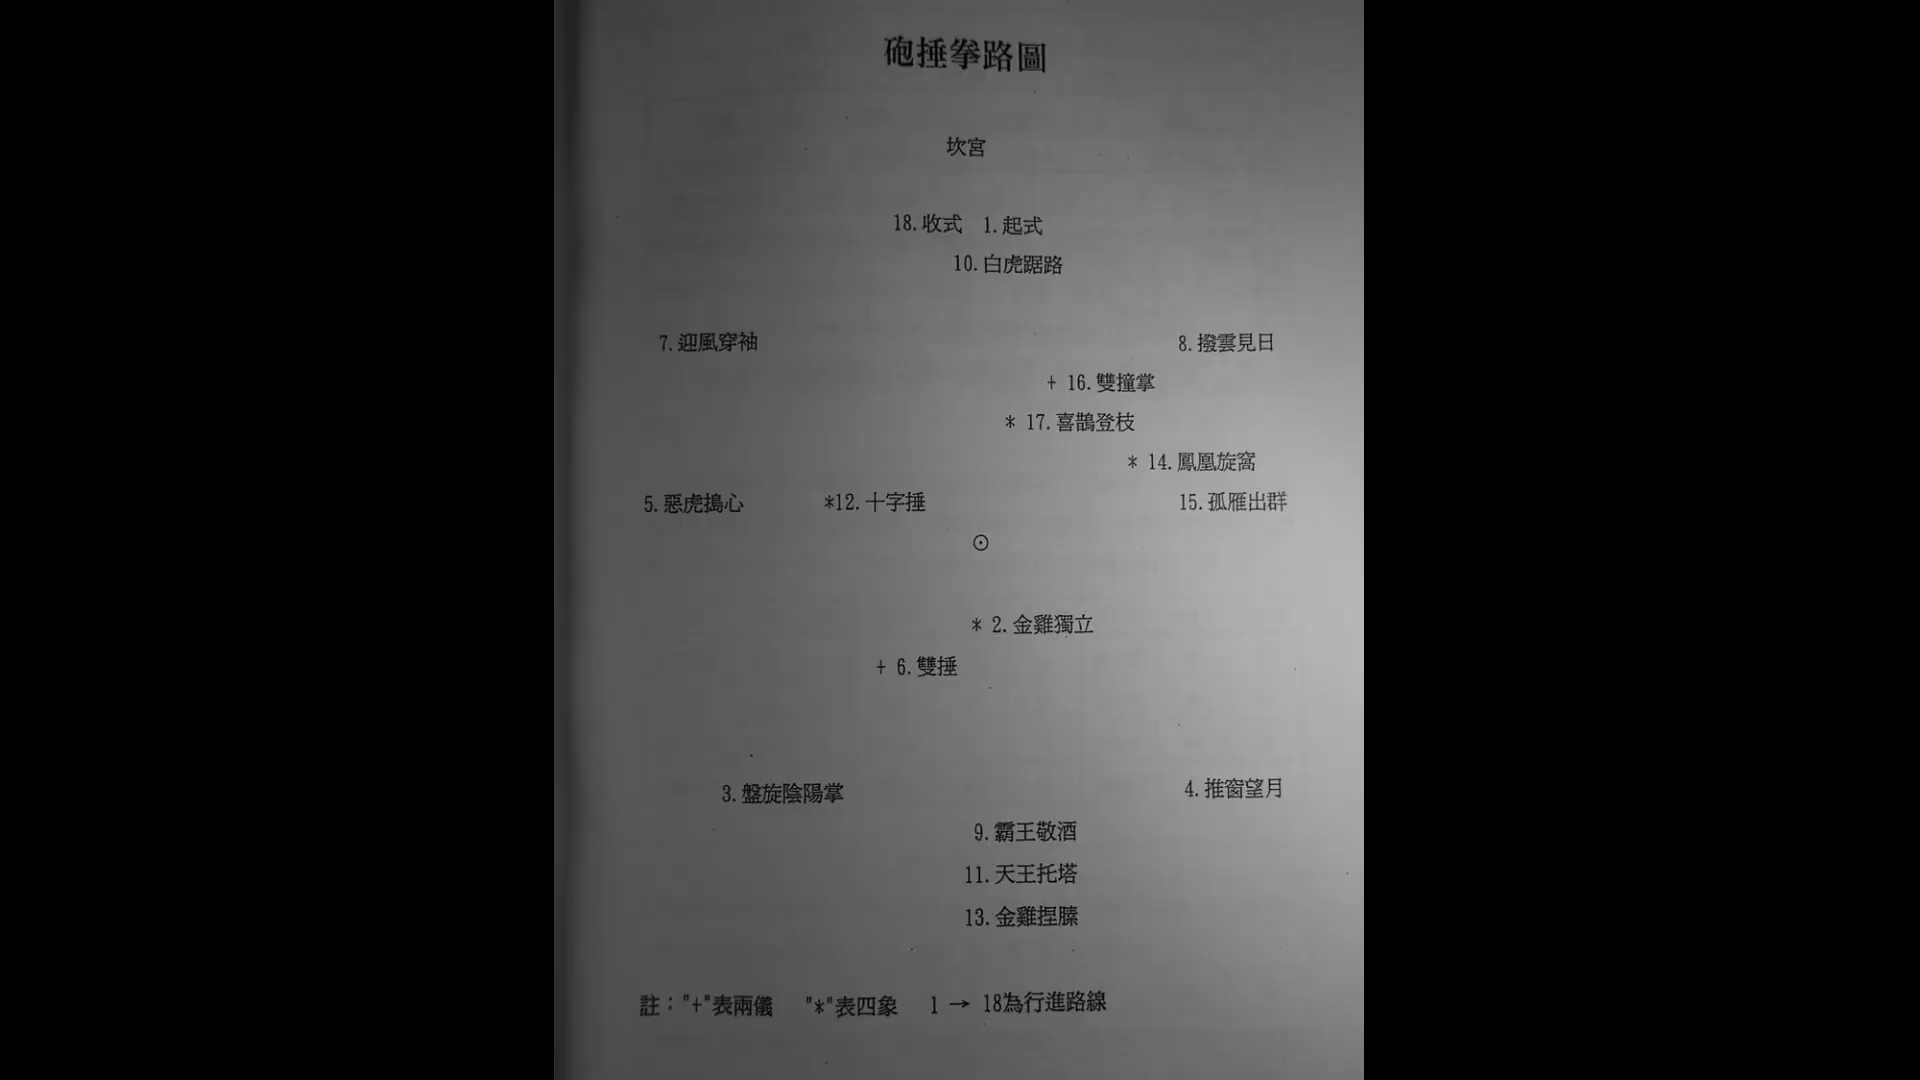 砲捶拳路圖
坎宮
18.收式 1.起式
10.白虎踞路
7.迎風穿袖 8.撥雲見日
+ 16.雙撞掌
* 17.喜鵲登枝
* 14.鳳凰旋窩
5.惡虎搗心 *12.十字捶 15.孤雁出群
⊙
* 2.金雞獨立
+ 6.雙捶
3.盤旋陰陽掌 4.推窗望月
9.霸王敬酒
11.天王托塔
13.金雞捏膆
註："+"表兩儀 "*"表四象 1 → 18為行進路線